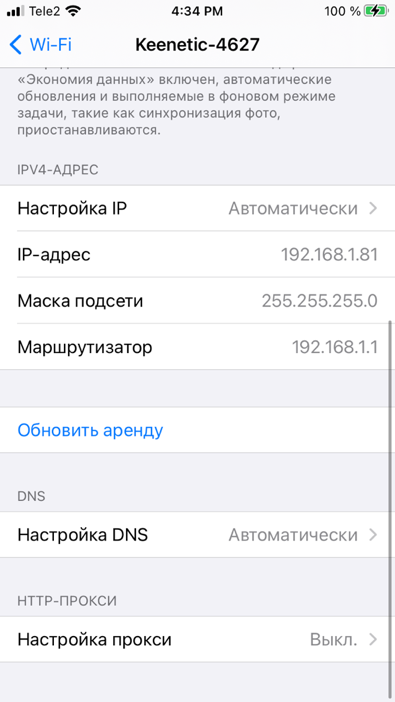 Tele2 4:34 PM 100 %
Wi-Fi Keenetic-4627
«Экономия данных» включен, автоматические
обновления и выполняемые в фоновом режиме
задачи, такие как синхронизация фото,
приостанавливаются.
IPV4-АДРЕС
Настройка IP Автоматически
IP-адрес 192.168.1.81
Маска подсети 255.255.255.0
Маршрутизатор 192.168.1.1
Обновить аренду
DNS
Настройка DNS Автоматически
HTTP-ПРОКСИ
Настройка прокси Выкл.